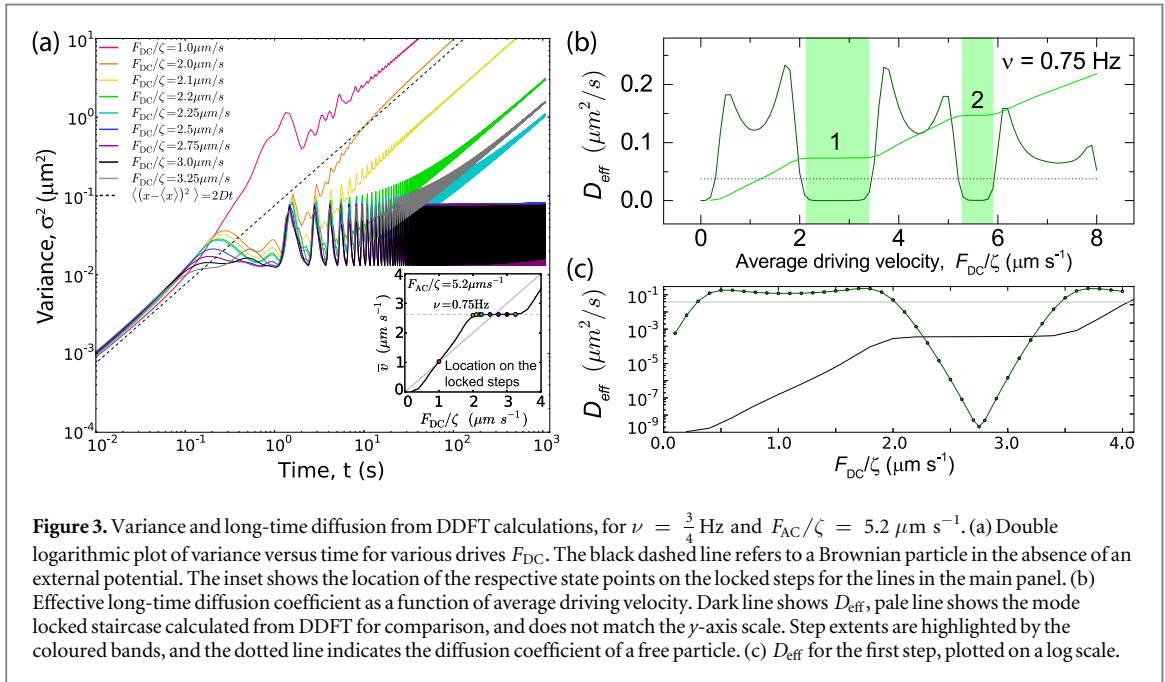 (a)
10^1
10^0
10^-1
10^-2
10^-3
10^-4
Variance, σ² (μm²)
F_DC/ζ = 1.0μm/s
F_DC/ζ = 2.0μm/s
F_DC/ζ = 2.1μm/s
F_DC/ζ = 2.2μm/s
F_DC/ζ = 2.25μm/s
F_DC/ζ = 2.5μm/s
F_DC/ζ = 2.75μm/s
F_DC/ζ = 3.0μm/s
F_DC/ζ = 3.25μm/s
⟨(x−⟨x⟩)²⟩ = 2Dt
10^-2 10^-1 10^0 10^1 10^2 10^3
Time, t (s)
4
3
2
1
0
v̄ (μm s⁻¹)
F_AC/ζ=5.2μms⁻¹
ν=0.75Hz
Location on the
locked steps
0 1 2 3 4
F_DC/ζ (μm s⁻¹)
(b)
ν = 0.75 Hz
0.2
0.1
0.0
D_eff (μm²/s)
1
2
0 2 4 6 8
Average driving velocity, F_DC/ζ (μm s⁻¹)
(c)
10^-1
10^-3
10^-5
10^-7
10^-9
D_eff (μm²/s)
0.0 1.0 2.0 3.0 4.0
F_DC/ζ (μm s⁻¹)
Figure 3. Variance and long-time diffusion from DDFT calculations, for ν = 3/4 Hz and F_AC/ζ = 5.2 μm s⁻¹. (a) Double
logarithmic plot of variance versus time for various drives F_DC. The black dashed line refers to a Brownian particle in the absence of an
external potential. The inset shows the location of the respective state points on the locked steps for the lines in the main panel. (b)
Effective long-time diffusion coefficient as a function of average driving velocity. Dark line shows D_eff, pale line shows the mode
locked staircase calculated from DDFT for comparison, and does not match the y-axis scale. Step extents are highlighted by the
coloured bands, and the dotted line indicates the diffusion coefficient of a free particle. (c) D_eff for the first step, plotted on a log scale.